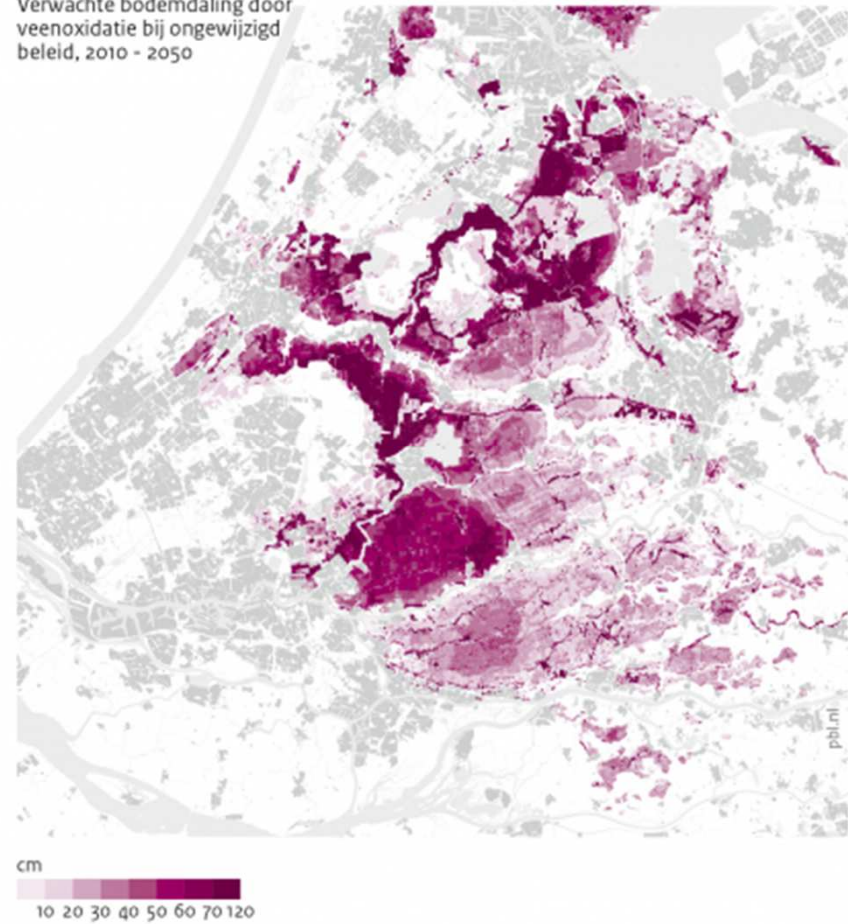 Verwachte bodemdaling door
veenoxidatie bij ongewijzigd
beleid, 2010 - 2050
pbl.nl
cm
10 20 30 40 50 60 70 120